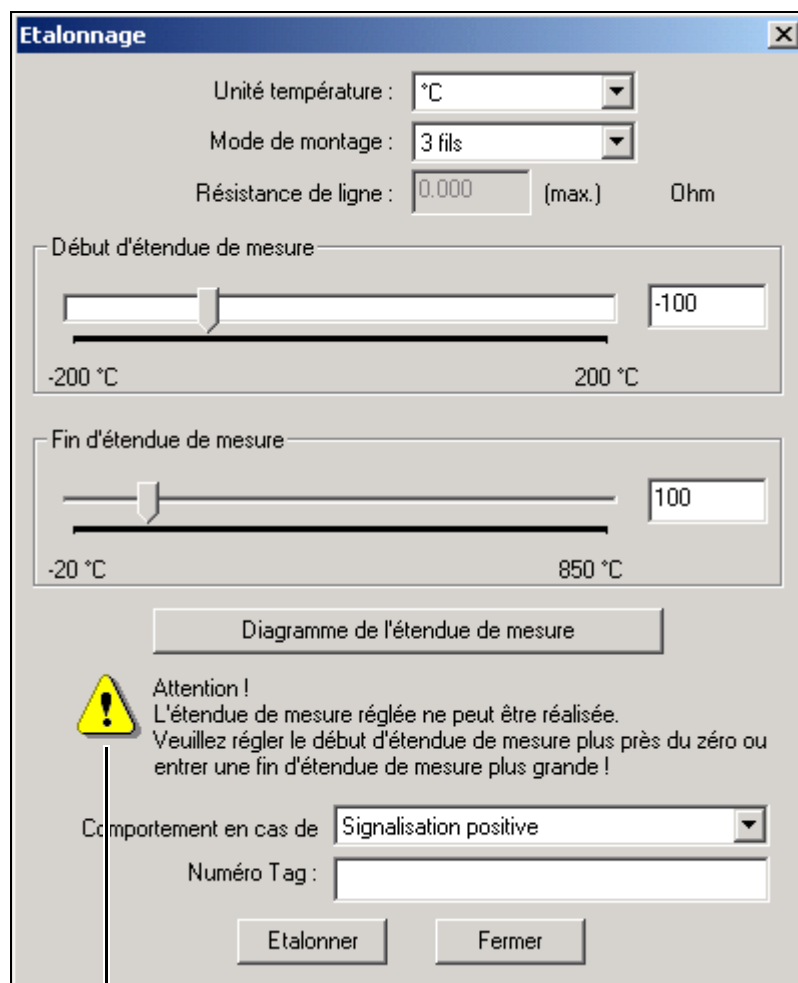 Etalonnage
Unité température : °C
Mode de montage : 3 fils
Résistance de ligne : 0.000 (max.) Ohm
Début d'étendue de mesure
-100
-200 °C 200 °C
Fin d'étendue de mesure
100
-20 °C 850 °C
Diagramme de l'étendue de mesure
Attention !
L'étendue de mesure réglée ne peut être réalisée.
Veuillez régler le début d'étendue de mesure plus près du zéro ou
entrer une fin d'étendue de mesure plus grande !
Comportement en cas de Signalisation positive
Numéro Tag :
Etalonner Fermer